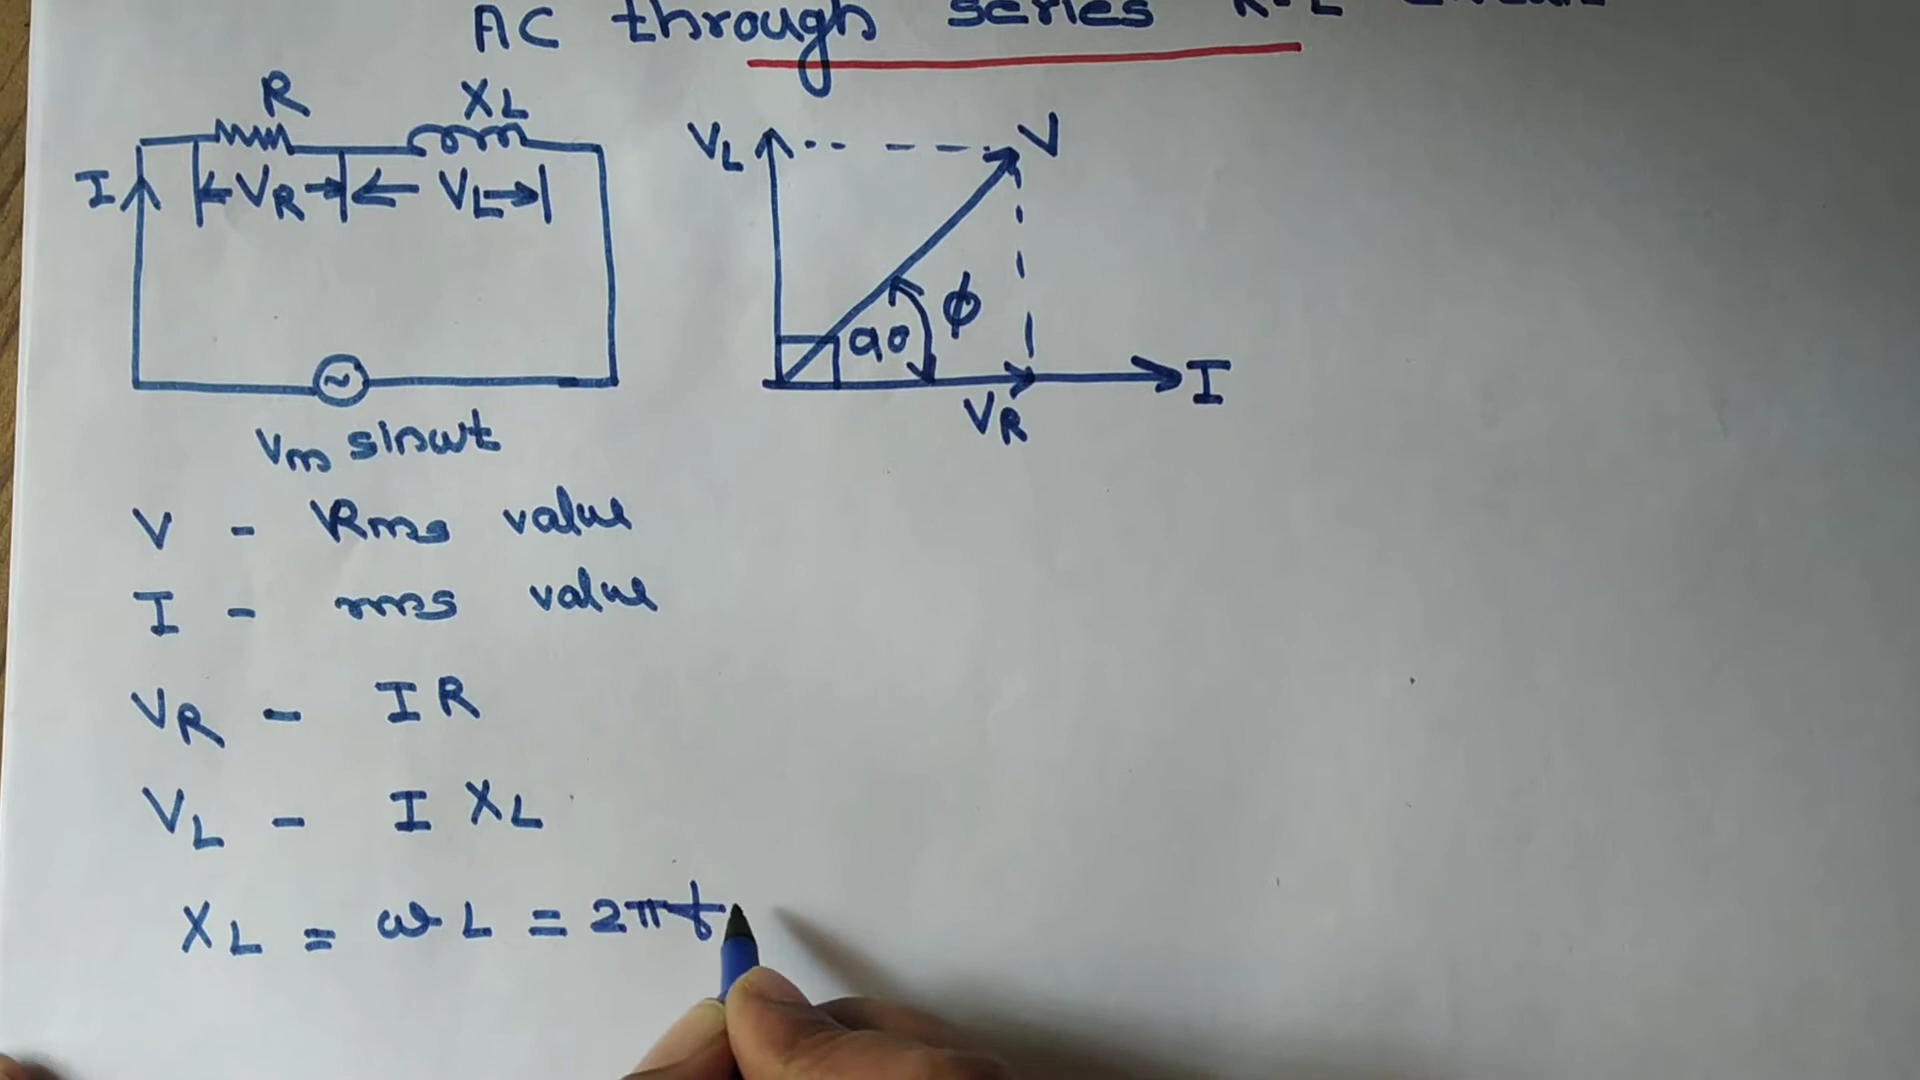 AC through series R-L
R
XL
I
VR
VL
Vm sinωt
VL
V
φ
90
VR
I
V - Rms value
I - rms value
VR - IR
VL - I XL
XL = ωL = 2πf